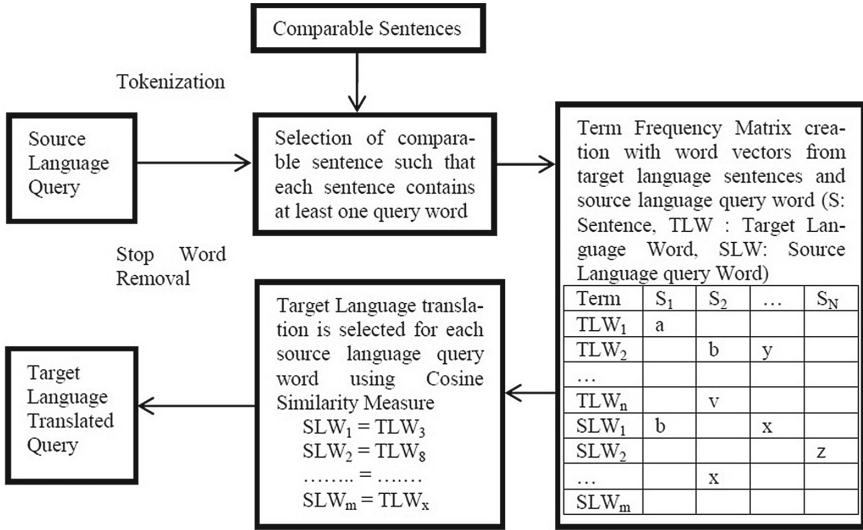 Comparable Sentences
Tokenization
Source
Language
Query
Selection of compara-
ble sentence such that
each sentence contains
at least one query word
Term Frequency Matrix crea-
tion with word vectors from
target language sentences and
source language query word (S:
Sentence, TLW : Target Lan-
guage Word, SLW: Source
Language query Word)
Term S₁ S₂ … S_N
TLW₁ a
TLW₂ b y
…
TLWₙ v
SLW₁ b x
SLW₂ z
… x
SLWₘ
Stop Word
Removal
Target Language transla-
tion is selected for each
source language query
word using Cosine
Similarity Measure
SLW₁ = TLW₃
SLW₂ = TLW₈
…….. = …….
SLWₘ = TLWₓ
Target
Language
Translated
Query